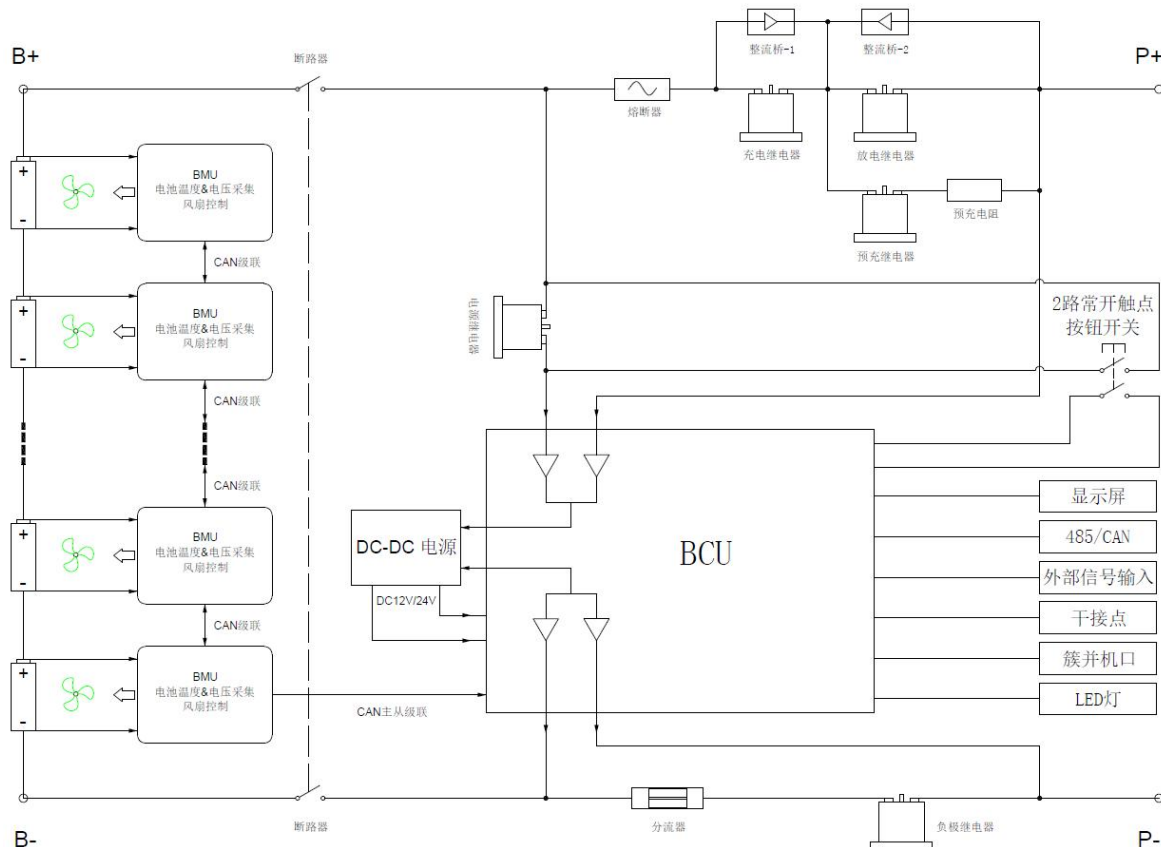 整流桥-1
整流桥-2
B+
断路器
P+
熔断器
充电继电器
放电继电器
+
-
BMU
电池温度&电压采集
风扇控制
预充电阻
预充继电器
CAN级联
+
-
BMU
电池温度&电压采集
风扇控制
电源继电器
2路常开触点
按钮开关
CAN级联
CAN级联
显示屏
+
-
BMU
电池温度&电压采集
风扇控制
DC-DC 电源
BCU
485/CAN
外部信号输入
DC12V/24V
干接点
CAN级联
簇并机口
+
-
BMU
电池温度&电压采集
风扇控制
LED灯
CAN主从级联
B-
断路器
分流器
负极继电器
P-